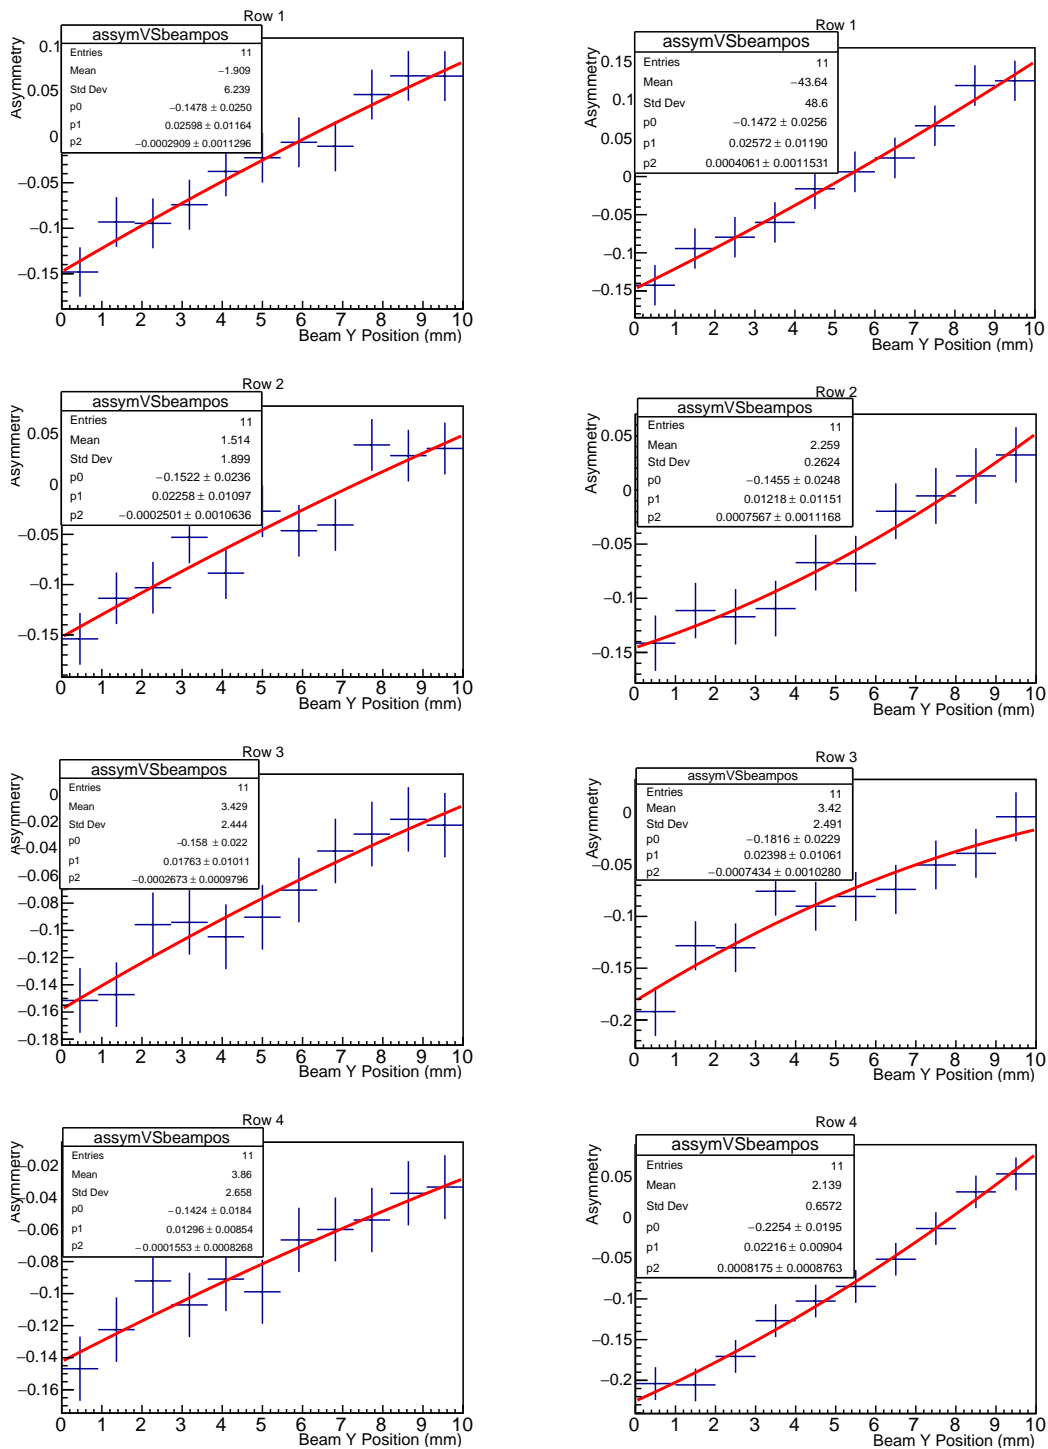 Row 1
assymVSbeampos
Entries 11
Mean −1.909
Std Dev 6.239
p0 −0.1478 ± 0.0250
p1 0.02598 ± 0.01164
p2 −0.0002909 ± 0.0011296
Asymmetry
0.1
0.05
0
−0.05
−0.1
−0.15
0 1 2 3 4 5 6 7 8 9 10
Beam Y Position (mm)
Row 1
assymVSbeampos
Entries 11
Mean −43.64
Std Dev 48.6
p0 −0.1472 ± 0.0256
p1 0.02572 ± 0.01190
p2 0.0004061 ± 0.0011531
Asymmetry
0.15
0.1
0.05
0
−0.05
−0.1
−0.15
0 1 2 3 4 5 6 7 8 9 10
Beam Y Position (mm)
Row 2
assymVSbeampos
Entries 11
Mean 1.514
Std Dev 1.899
p0 −0.1522 ± 0.0236
p1 0.02258 ± 0.01097
p2 −0.0002501 ± 0.0010636
Asymmetry
0.05
0
−0.05
−0.1
−0.15
0 1 2 3 4 5 6 7 8 9 10
Beam Y Position (mm)
Row 2
assymVSbeampos
Entries 11
Mean 2.259
Std Dev 0.2624
p0 −0.1455 ± 0.0248
p1 0.01218 ± 0.01151
p2 0.0007567 ± 0.0011168
Asymmetry
0.05
0
−0.05
−0.1
−0.15
0 1 2 3 4 5 6 7 8 9 10
Beam Y Position (mm)
Row 3
assymVSbeampos
Entries 11
Mean 3.429
Std Dev 2.444
p0 −0.158 ± 0.022
p1 0.01763 ± 0.01011
p2 −0.0002673 ± 0.0009796
Asymmetry
0
−0.02
−0.04
−0.06
−0.08
−0.1
−0.12
−0.14
−0.16
−0.18
0 1 2 3 4 5 6 7 8 9 10
Beam Y Position (mm)
Row 3
assymVSbeampos
Entries 11
Mean 3.42
Std Dev 2.491
p0 −0.1816 ± 0.0229
p1 0.02398 ± 0.01061
p2 −0.0007434 ± 0.0010280
Asymmetry
0
−0.05
−0.1
−0.15
−0.2
0 1 2 3 4 5 6 7 8 9 10
Beam Y Position (mm)
Row 4
assymVSbeampos
Entries 11
Mean 3.86
Std Dev 2.658
p0 −0.1424 ± 0.0184
p1 0.01296 ± 0.00854
p2 −0.0001553 ± 0.0008268
Asymmetry
−0.02
−0.04
−0.06
−0.08
−0.1
−0.12
−0.14
−0.16
0 1 2 3 4 5 6 7 8 9 10
Beam Y Position (mm)
Row 4
assymVSbeampos
Entries 11
Mean 2.139
Std Dev 0.6572
p0 −0.2254 ± 0.0195
p1 0.02216 ± 0.00904
p2 0.0008175 ± 0.0008763
Asymmetry
0.05
0
−0.05
−0.1
−0.15
−0.2
0 1 2 3 4 5 6 7 8 9 10
Beam Y Position (mm)